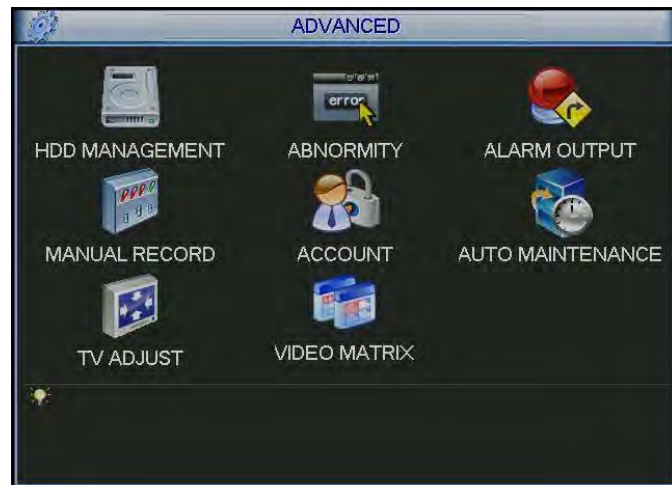 ADVANCED
error
HDD MANAGEMENT
ABNORMITY
ALARM OUTPUT
MANUAL RECORD
ACCOUNT
AUTO MAINTENANCE
TV ADJUST
VIDEO MATRIX